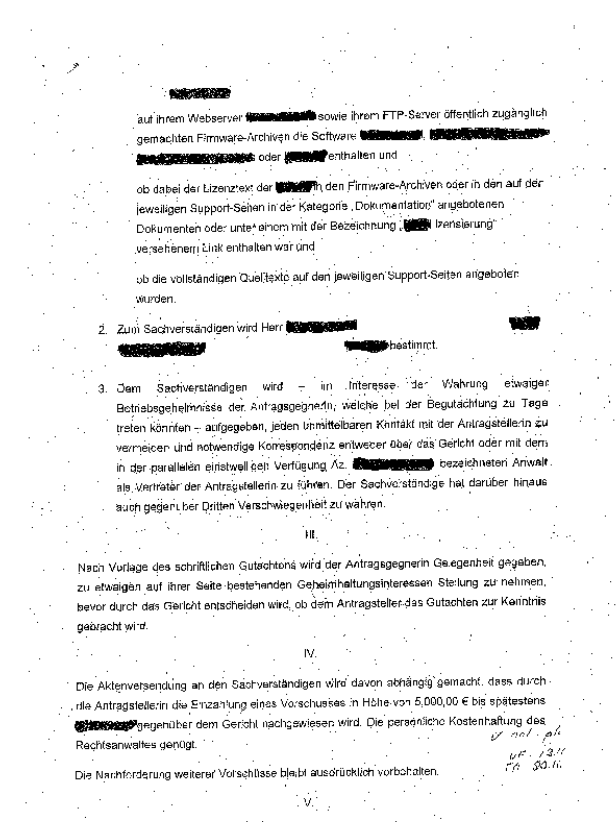 auf ihrem Webserver sowie ihrem FTP-Server öffentlich zugänglich
gemachten Firmware-Archiven die Software
oder enthalten und
ob dabei der Lizenztext der in den Firmware-Archiven oder in den auf der
jeweiligen Support-Seiten in der Kategorie „Dokumentation" angebotenen
Dokumenten oder unter einem mit der Bezeichnung „ lizensierung"
versehenem Link enthalten war und
ob die vollständigen Quelltexte auf den jeweiligen Support-Seiten angeboten
wurden.
2. Zum Sachverständigen wird Herr
bestimmt.
3. Dem Sachverständigen wird – im Interesse der Wahrung etwaiger
Betriebsgeheimnisse der Antragsgegnerin, welche bei der Begutachtung zu Tage
treten könnten – aufgegeben, jeden unmittelbaren Kontakt mit der Antragstellerin zu
vermeiden und notwendige Korrespondenz entweder über das Gericht oder mit dem
in der parallelen einstweiligen Verfügung Az. bezeichneten Anwalt
als Vertreter der Antragstellerin zu führen. Der Sachverständige hat darüber hinaus
auch gegenüber Dritten Verschwiegenheit zu wahren.
III.
Nach Vorlage des schriftlichen Gutachtens wird der Antragsgegnerin Gelegenheit gegeben,
zu etwaigen auf ihrer Seite bestehenden Geheimhaltungsinteressen Stellung zu nehmen,
bevor durch das Gericht entschieden wird, ob dem Antragsteller das Gutachten zur Kenntnis
gebracht wird.
IV.
Die Aktenversendung an den Sachverständigen wird davon abhängig gemacht, dass durch
die Antragstellerin die Einzahlung eines Vorschusses in Höhe von 5.000,00 € bis spätestens
gegenüber dem Gericht nachgewiesen wird. Die persönliche Kostenhaftung des
Rechtsanwaltes genügt.
Die Nachforderung weiterer Vorschüsse bleibt ausdrücklich vorbehalten.
V.